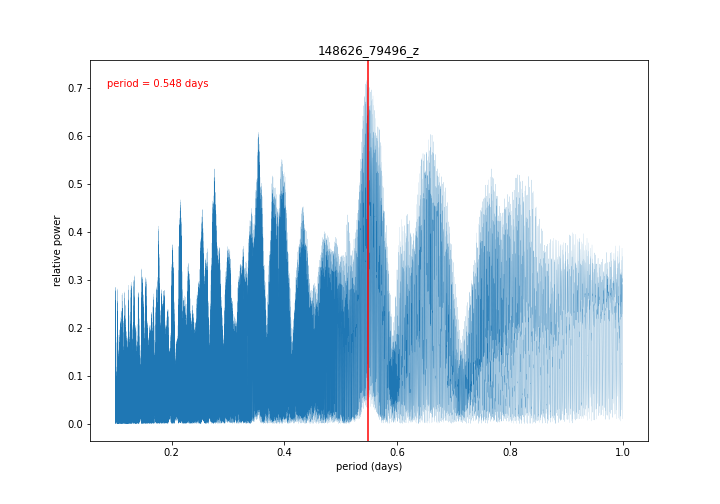 148626_79496_z
period = 0.548 days
relative power
0.7
0.6
0.5
0.4
0.3
0.2
0.1
0.0
0.2 0.4 0.6 0.8 1.0
period (days)